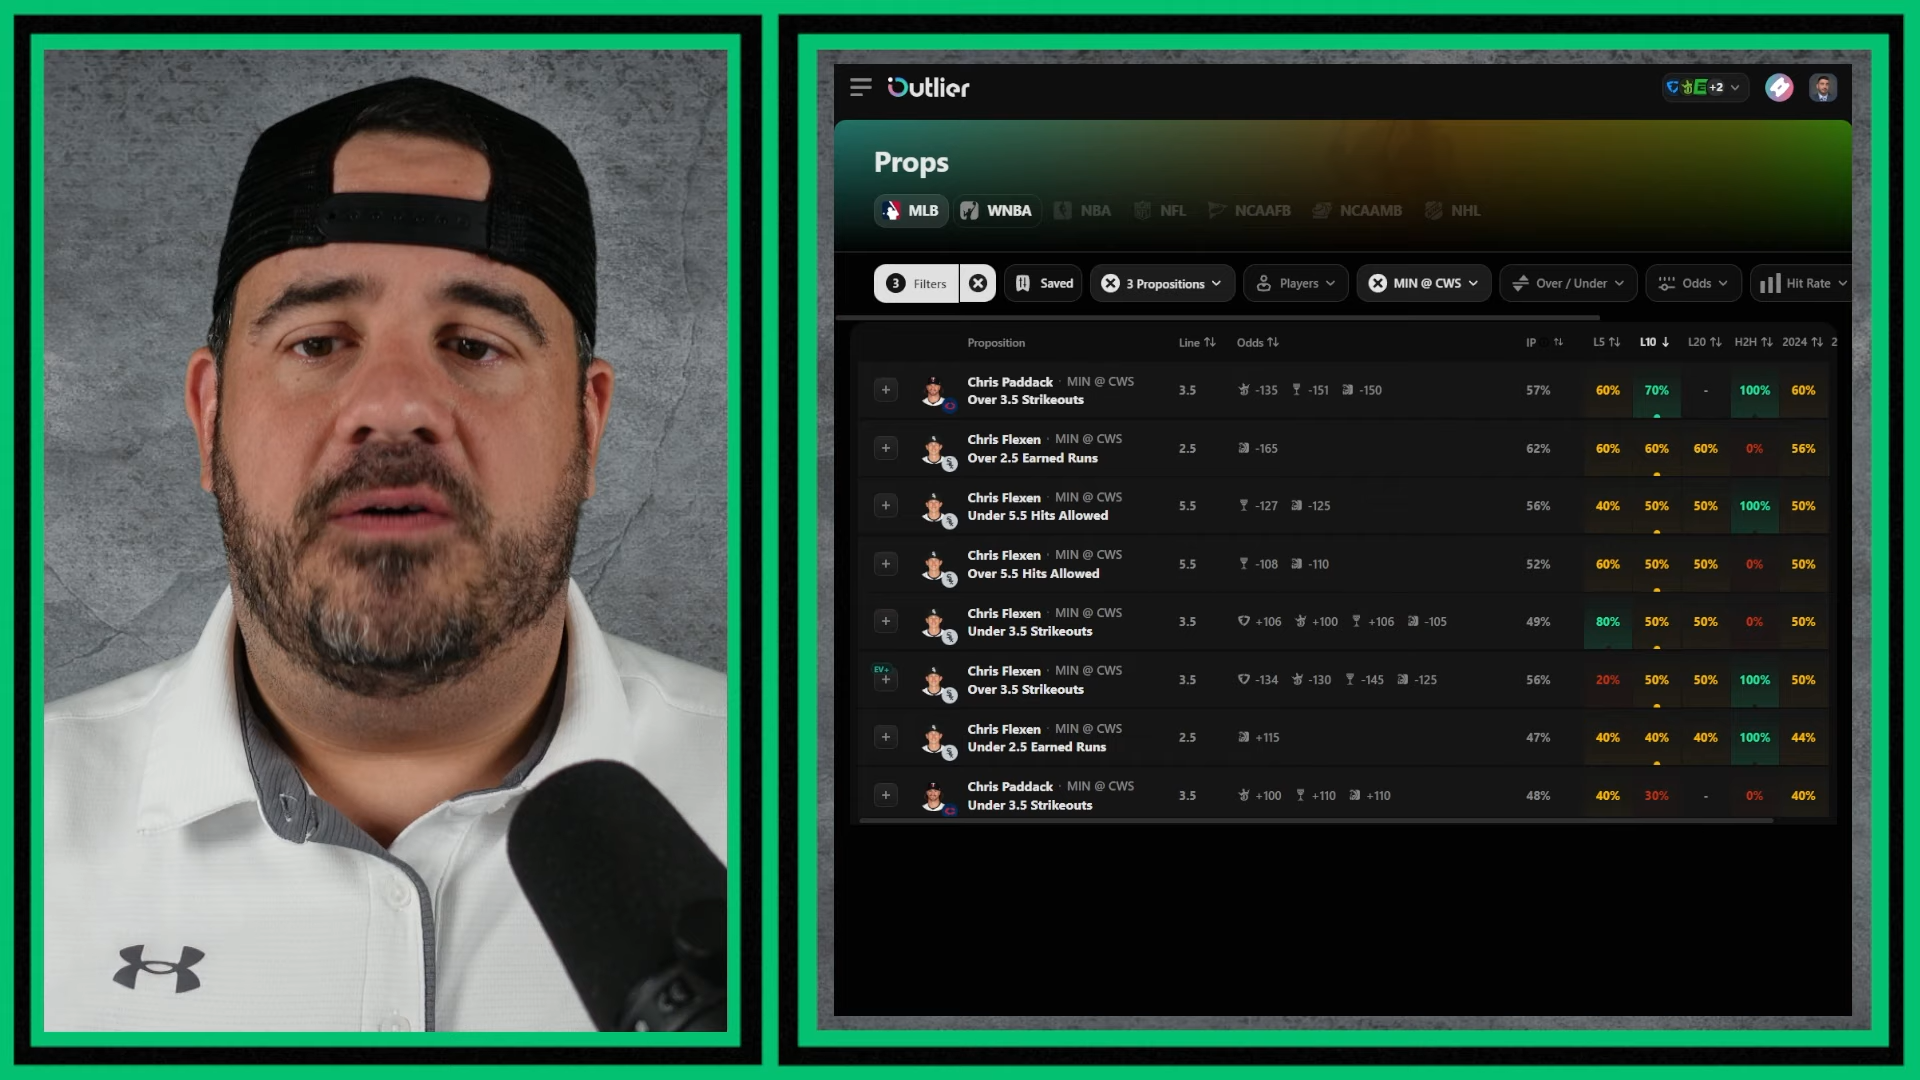 Outlier
+2
Props
MLB
WNBA
NBA
NFL
NCAAFB
NCAAMB
NHL
3 Filters
Saved
3 Propositions
Players
MIN @ CWS
Over / Under
Odds
Hit Rate
Proposition
Line
Odds
IP
L5
L10
L20
H2H
2024
2
Chris Paddack · MIN @ CWS
Over 3.5 Strikeouts
3.5
-135
-151
-150
57%
60%
70%
-
100%
60%
Chris Flexen · MIN @ CWS
Over 2.5 Earned Runs
2.5
-165
62%
60%
60%
60%
0%
56%
Chris Flexen · MIN @ CWS
Under 5.5 Hits Allowed
5.5
-127
-125
56%
40%
50%
50%
100%
50%
Chris Flexen · MIN @ CWS
Over 5.5 Hits Allowed
5.5
-108
-110
52%
60%
50%
50%
0%
50%
Chris Flexen · MIN @ CWS
Under 3.5 Strikeouts
3.5
+106
+100
+106
-105
49%
80%
50%
50%
0%
50%
EV+
Chris Flexen · MIN @ CWS
Over 3.5 Strikeouts
3.5
-134
-130
-145
-125
56%
20%
50%
50%
100%
50%
Chris Flexen · MIN @ CWS
Under 2.5 Earned Runs
2.5
+115
47%
40%
40%
40%
100%
44%
Chris Paddack · MIN @ CWS
Under 3.5 Strikeouts
3.5
+100
+110
+110
48%
40%
30%
-
0%
40%